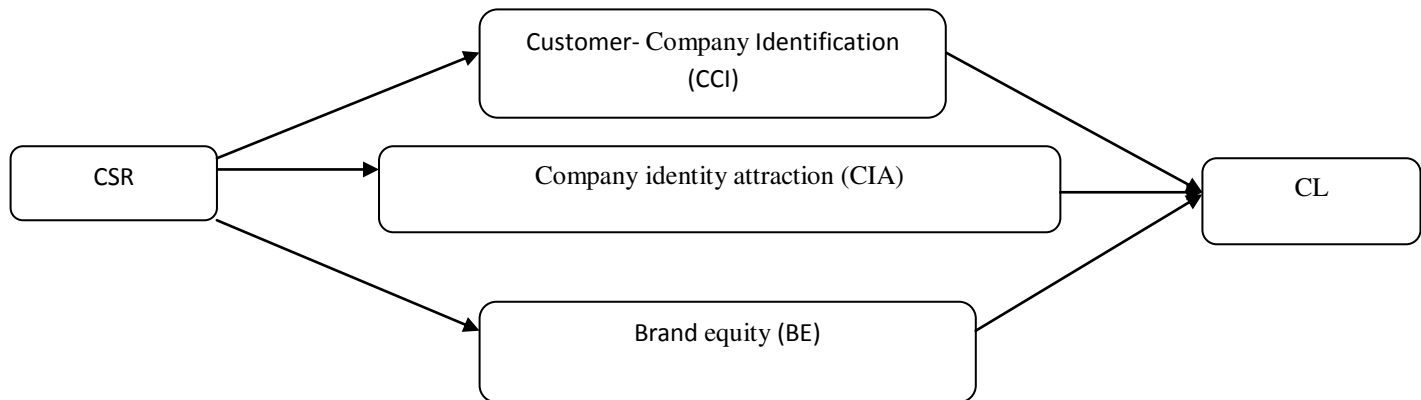 Customer- Company Identification
(CCI)
CSR
Company identity attraction (CIA)
CL
Brand equity (BE)